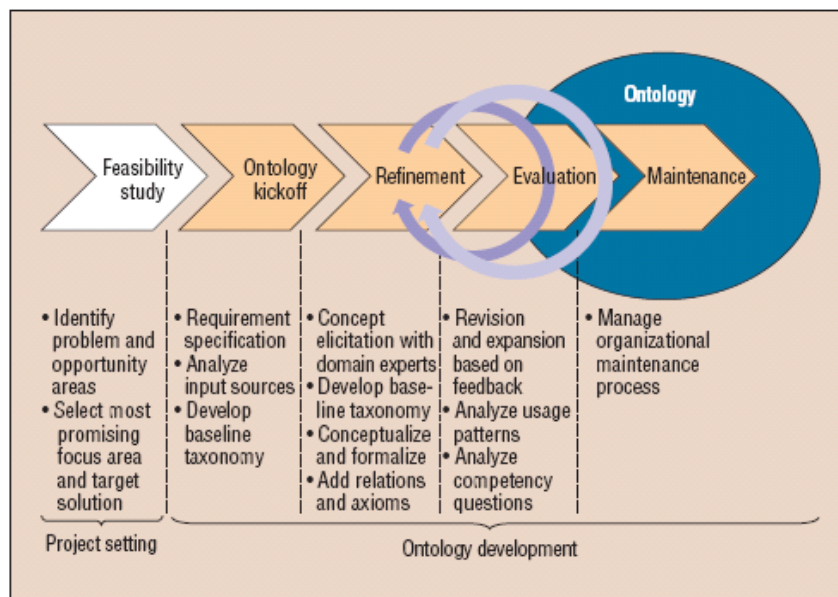 Ontology
Feasibility
study
Ontology
kickoff
Refinement
Evaluation
Maintenance
• Identify
problem and
opportunity
areas
• Select most
promising
focus area
and target
solution
• Requirement
specification
• Analyze
input sources
• Develop
baseline
taxonomy
• Concept
elicitation with
domain experts
• Develop base-
line taxonomy
• Conceptualize
and formalize
• Add relations
and axioms
• Revision
and expansion
based on
feedback
• Analyze usage
patterns
• Analyze
competency
questions
• Manage
organizational
maintenance
process
Project setting
Ontology development